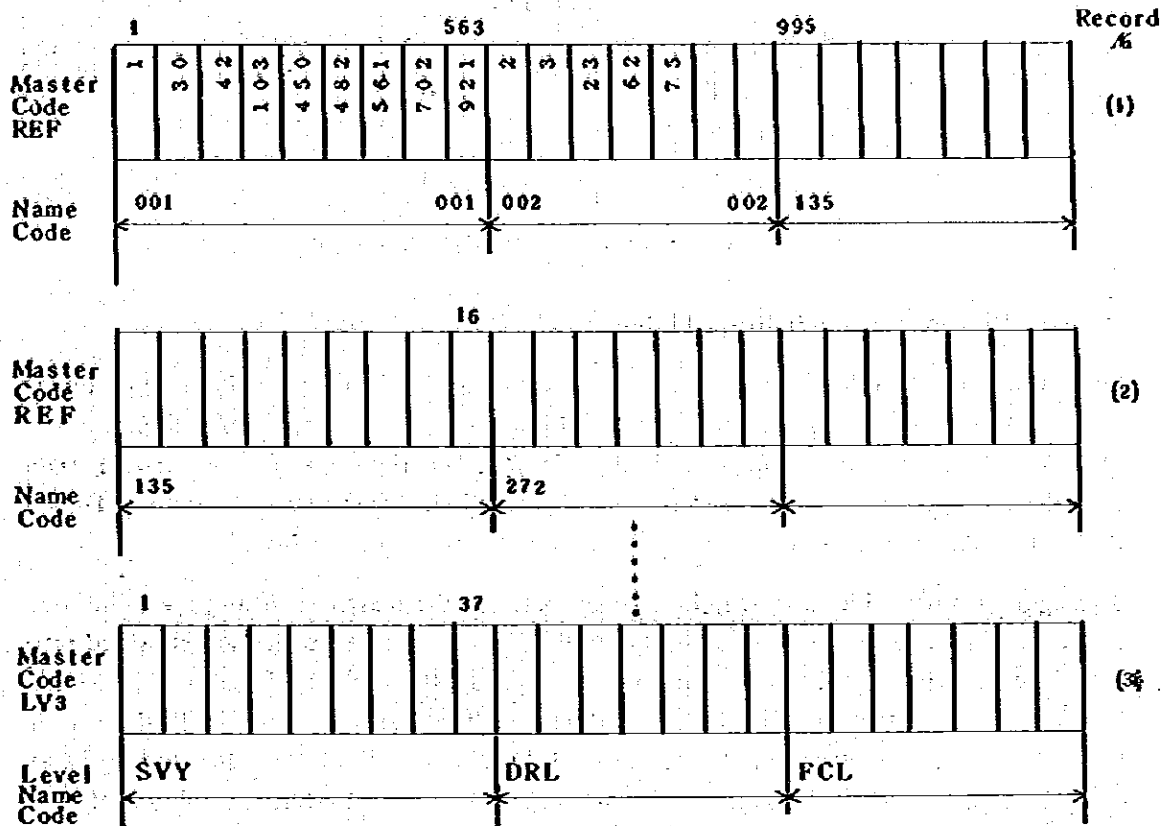 1 563 995 Record
№
Master Code REF
1 30 42 103 450 482 561 702 921 2 3 23 62 75
(1)
Name Code
001 001 002 002 135
16
Master Code REF
(2)
Name Code
135 272
1 37
Master Code LV3
Level Name Code
SVY DRL FCL